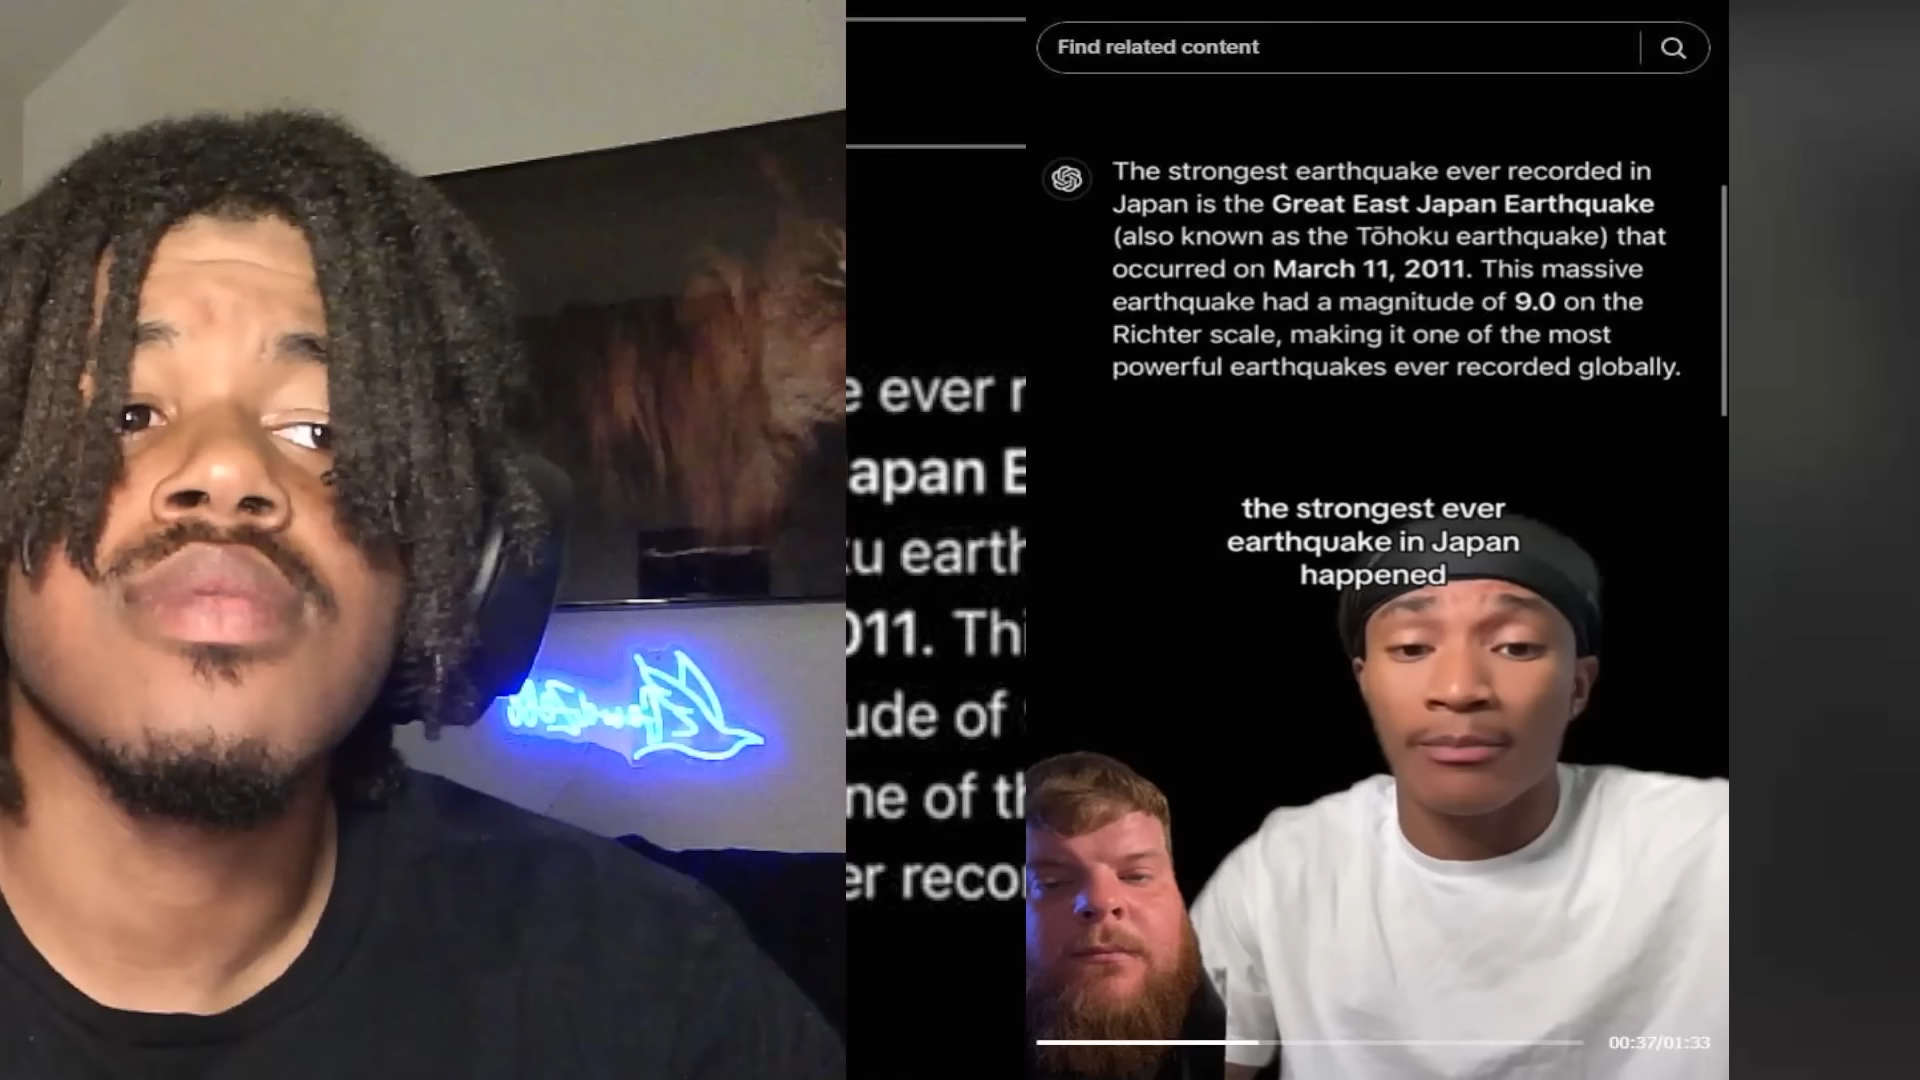 Find related content
The strongest earthquake ever recorded in
Japan is the Great East Japan Earthquake
(also known as the Tōhoku earthquake) that
occurred on March 11, 2011. This massive
earthquake had a magnitude of 9.0 on the
Richter scale, making it one of the most
powerful earthquakes ever recorded globally.
the strongest ever
earthquake in Japan
happened
00:37/01:33
e ever r
apan E
ku earth
011. Thi
ude of
ne of th
er recor